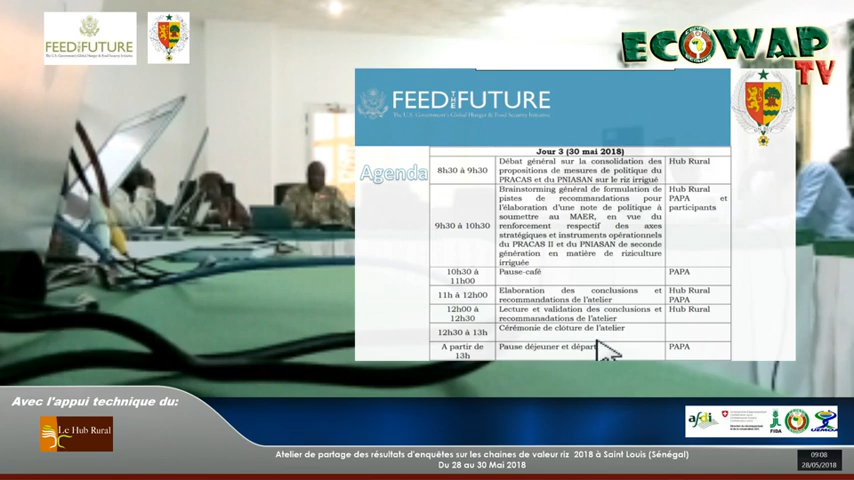 FEED THE FUTURE
The U.S. Government's Global Hunger & Food Security Initiative
ECOWAP
TV
FEED THE FUTURE
The U.S. Government's Global Hunger & Food Security Initiative
Agenda
Jour 3 (30 mai 2018)
8h30 à 9h30
Débat général sur la consolidation des
propositions de mesures de politique du
PRACAS et du PNIASAN sur le riz irrigué
Hub Rural
9h30 à 10h30
Brainstorming général de formulation de
pistes de recommandations pour
l'élaboration d'une note de politique à
soumettre au MAER, en vue du
renforcement respectif des axes
stratégiques et instruments opérationnels
du PRACAS II et du PNIASAN de seconde
génération en matière de riziculture
irriguée
Hub Rural
PAPA et
participants
10h30 à
11h00
Pause-café
PAPA
11h à 12h00
Elaboration des conclusions et
recommandations de l'atelier
Hub Rural
PAPA
12h00 à
12h30
Lecture et validation des conclusions et
recommanadations de l'atelier
Hub Rural
12h30 à 13h
Cérémonie de clôture de l'atelier
A partir de
13h
Pause déjeuner et départ
PAPA
Avec l'appui technique du:
Le Hub Rural
afdi
FIDA
UEMOA
Atelier de partage des résultats d'enquêtes sur les chaines de valeur riz 2018 à Saint Louis (Sénégal)
Du 28 au 30 Mai 2018
09:08
28/05/2018